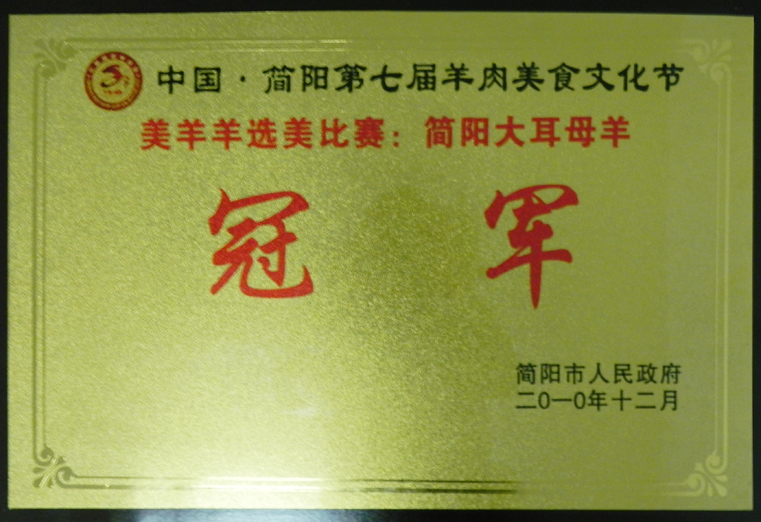 中国·简阳第七届羊肉美食文化节
美羊羊选美比赛：简阳大耳母羊
冠军
简阳市人民政府
二0一0年十二月